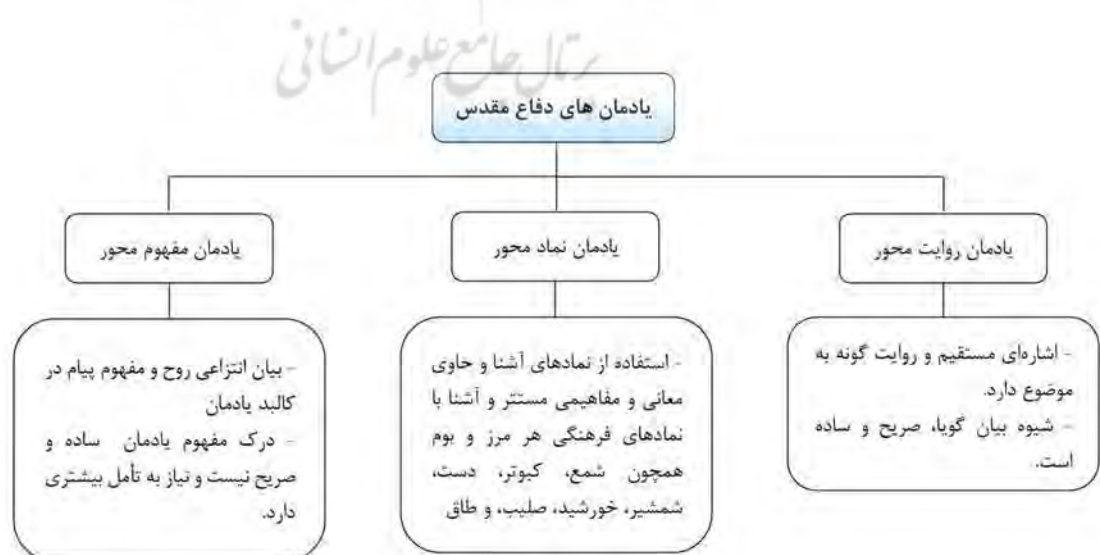 پرتال جامع علوم انسانی
یادمان های دفاع مقدس
یادمان روایت محور
یادمان نماد محور
یادمان مفهوم محور
- اشاره‌ای مستقیم و روایت گونه به
موضوع دارد.
- شیوه بیان گویا، صریح و ساده
است.
- استفاده از نمادهای آشنا و حاوی
معانی و مفاهیمی مستتر و آشنا با
نمادهای فرهنگی هر مرز و بوم
همچون شمع، کبوتر، دست،
شمشیر، خورشید، صلیب، و طاق
- بیان انتزاعی روح و مفهوم پیام در
کالبد یادمان
- درک مفهوم یادمان ساده و
صریح نیست و نیاز به تأمل بیشتری
دارد.